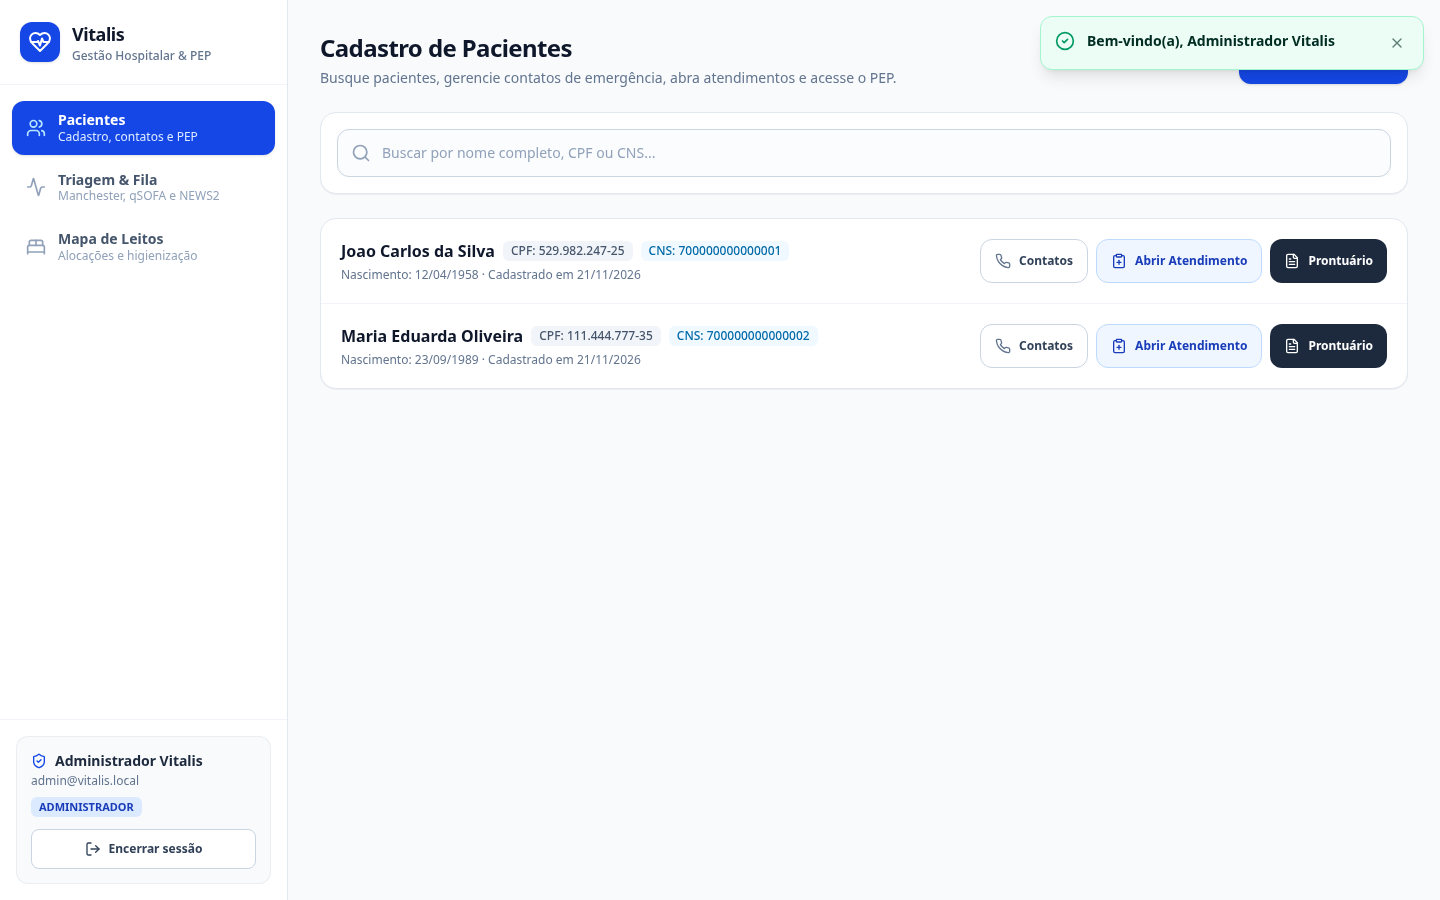 Vitalis
Gestão Hospitalar & PEP
Pacientes
Cadastro, contatos e PEP
Triagem & Fila
Manchester, qSOFA e NEWS2
Mapa de Leitos
Alocações e higienização
Administrador Vitalis
admin@vitalis.local
ADMINISTRADOR
Encerrar sessão
Cadastro de Pacientes
Busque pacientes, gerencie contatos de emergência, abra atendimentos e acesse o PEP.
Bem-vindo(a), Administrador Vitalis
Buscar por nome completo, CPF ou CNS...
Joao Carlos da Silva CPF: 529.982.247-25 CNS: 700000000000001
Nascimento: 12/04/1958 · Cadastrado em 21/11/2026
Contatos Abrir Atendimento Prontuário
Maria Eduarda Oliveira CPF: 111.444.777-35 CNS: 700000000000002
Nascimento: 23/09/1989 · Cadastrado em 21/11/2026
Contatos Abrir Atendimento Prontuário